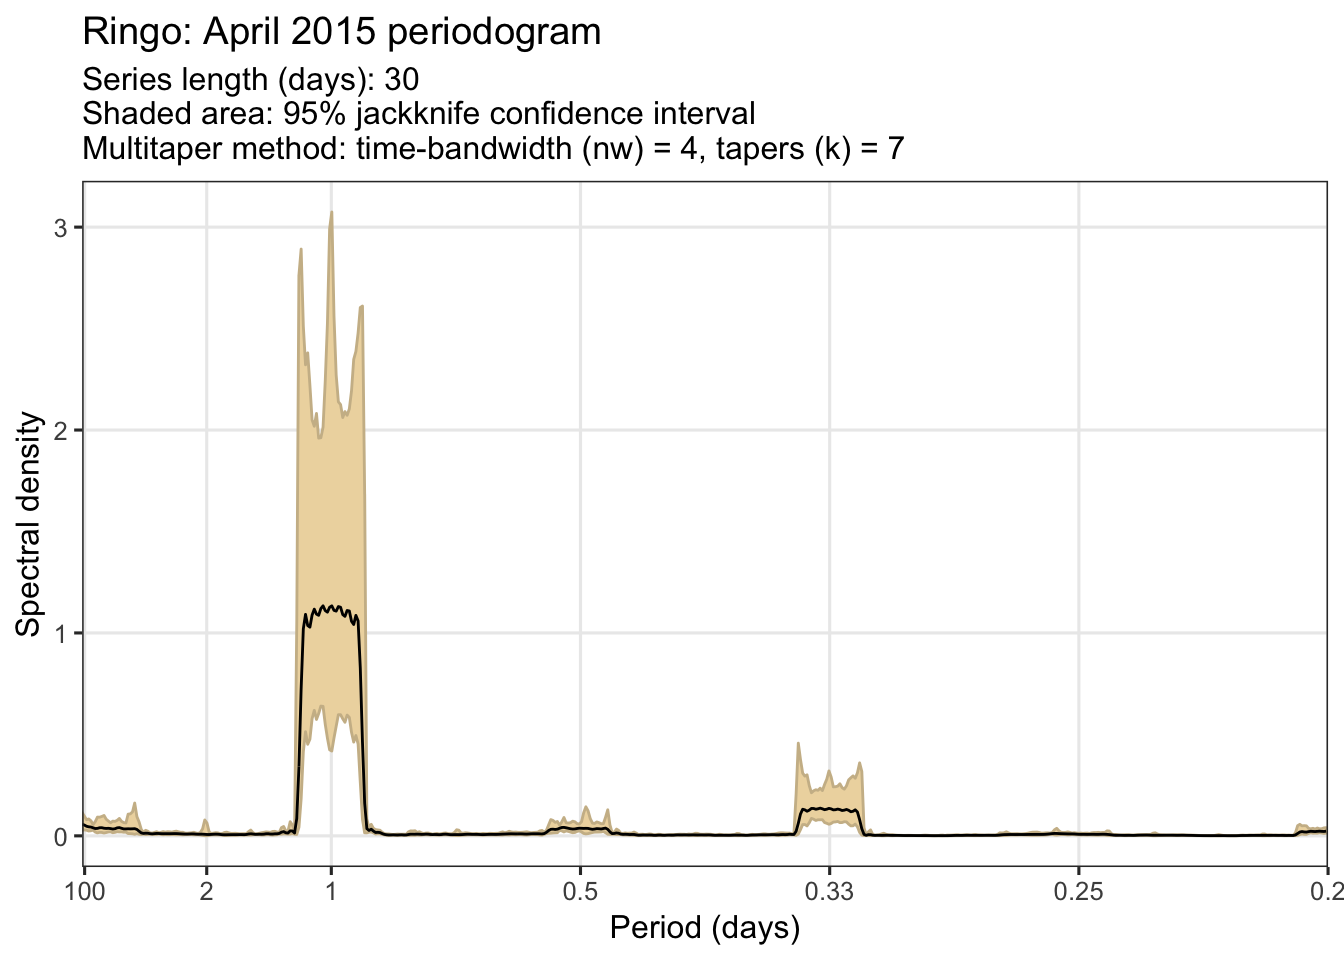 Ringo: April 2015 periodogram
Series length (days): 30
Shaded area: 95% jackknife confidence interval
Multitaper method: time-bandwidth (nw) = 4, tapers (k) = 7
3
2
1
0
Spectral density
100 2 1 0.5 0.33 0.25 0.2
Period (days)